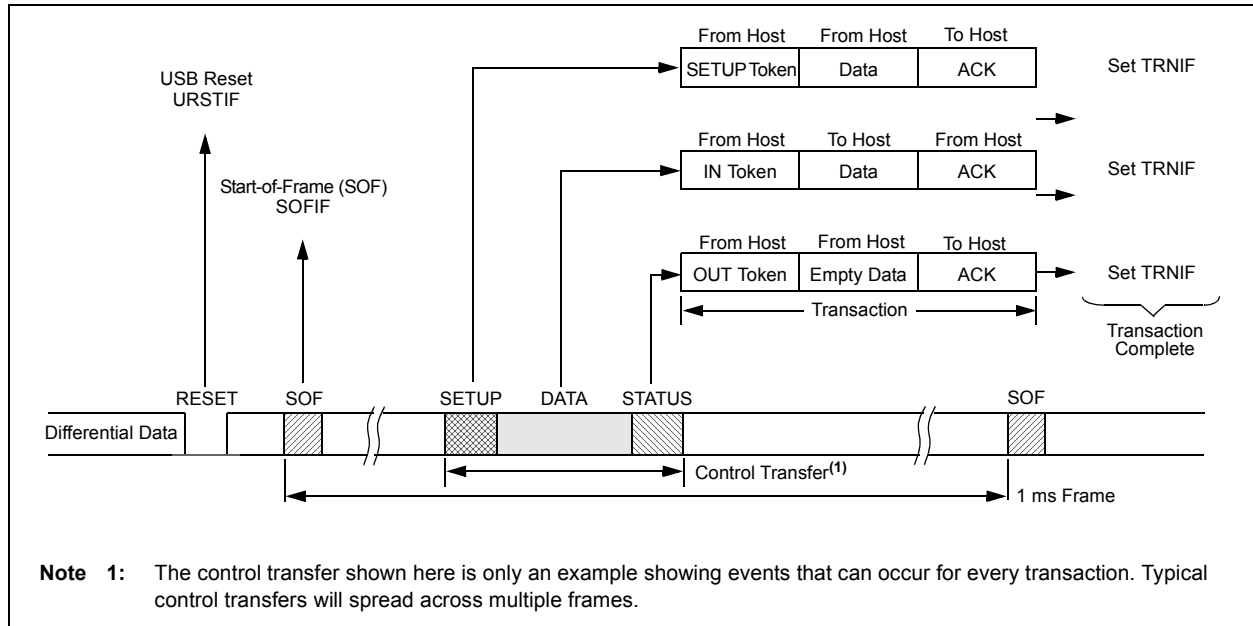 From Host From Host To Host
SETUP Token Data ACK Set TRNIF
USB Reset
URSTIF
From Host To Host From Host
IN Token Data ACK Set TRNIF
Start-of-Frame (SOF)
SOFIF
From Host From Host To Host
OUT Token Empty Data ACK Set TRNIF
Transaction
Transaction
Complete
RESET SOF SETUP DATA STATUS SOF
Differential Data
Control Transfer(1)
1 ms Frame
Note 1: The control transfer shown here is only an example showing events that can occur for every transaction. Typical
control transfers will spread across multiple frames.